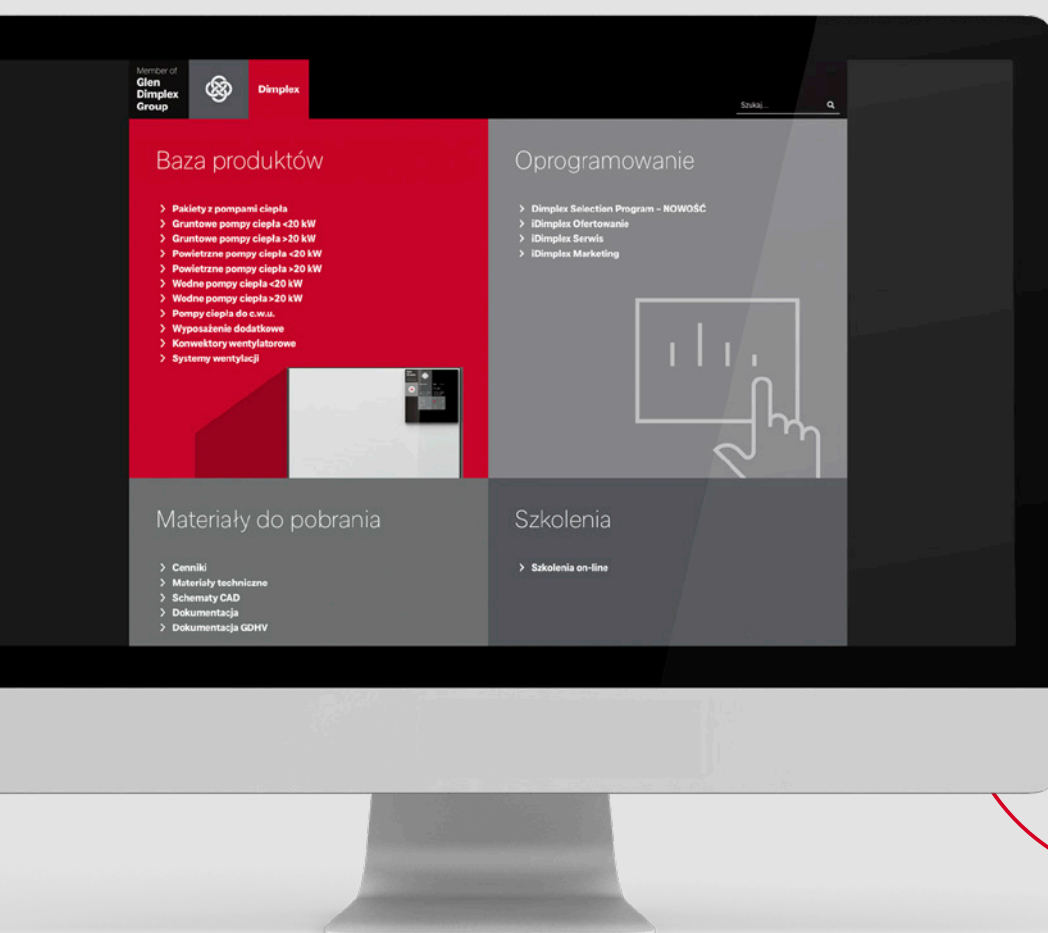 Member of
Glen
Dimplex
Group
Dimplex
Szukaj...
Baza produktów
Pakiety z pompami ciepła
Gruntowe pompy ciepła <20 kW
Gruntowe pompy ciepła >20 kW
Powietrzne pompy ciepła <20 kW
Powietrzne pompy ciepła >20 kW
Wodne pompy ciepła <20 kW
Wodne pompy ciepła >20 kW
Pompy ciepła do c.w.u.
Wyposażenie dodatkowe
Konwektory wentylatorowe
Systemy wentylacji
Oprogramowanie
Dimplex Selection Program – NOWOŚĆ
iDimplex Ofertowanie
iDimplex Serwis
iDimplex Marketing
Materiały do pobrania
Cenniki
Materiały techniczne
Schematy CAD
Dokumentacja
Dokumentacja GDHV
Szkolenia
Szkolenia on-line